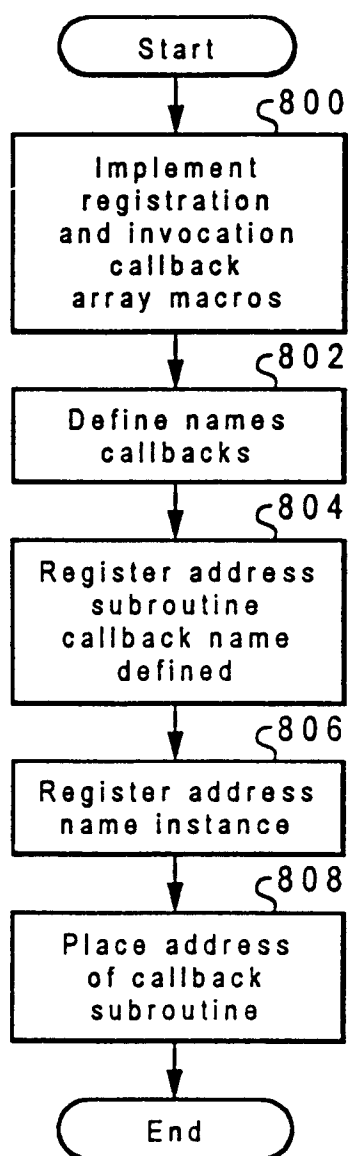 Start
800
Implement
registration
and invocation
callback
array macros
802
Define names
callbacks
804
Register address
subroutine
callback name
defined
806
Register address
name instance
808
Place address
of callback
subroutine
End